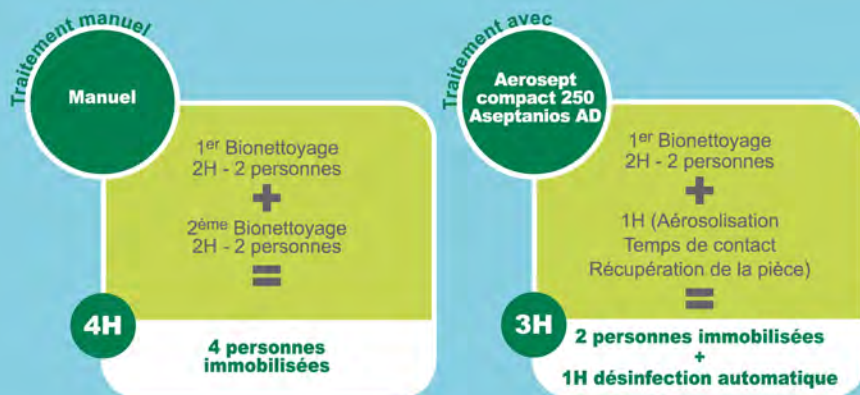 Traitement manuel
Manuel
1er Bionettoyage
2H - 2 personnes
+
2ème Bionettoyage
2H - 2 personnes
=
4H
4 personnes
immobilisées
Traitement avec
Aerosept
compact 250
Aseptanios AD
1er Bionettoyage
2H - 2 personnes
+
1H (Aérosolisation
Temps de contact
Récupération de la pièce)
=
3H
2 personnes immobilisées
+
1H désinfection automatique